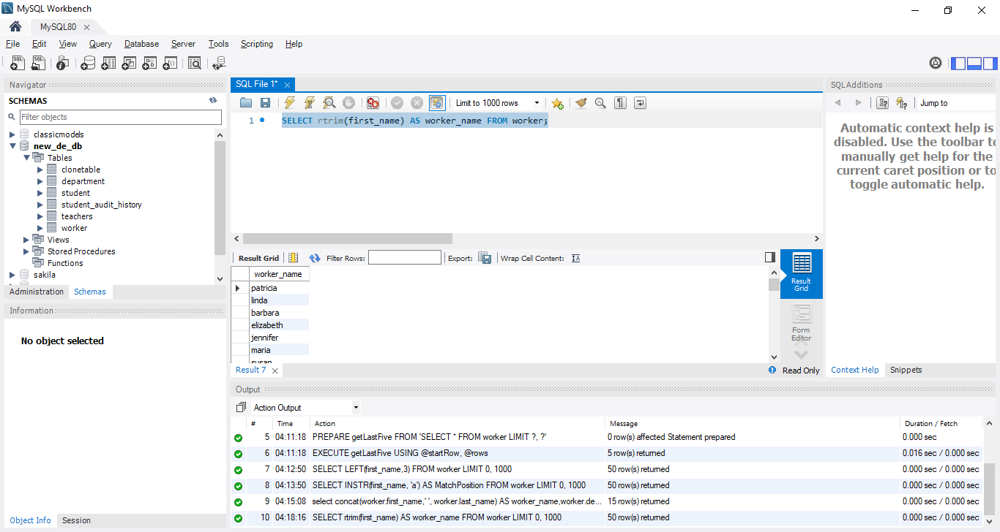 MySQL Workbench
MySQL80
File Edit View Query Database Server Tools Scripting Help
Navigator
SCHEMAS
Filter objects
classicmodels
new_de_db
Tables
clonetable
department
student
student_audit_history
teachers
worker
Views
Stored Procedures
Functions
sakila
Administration Schemas
Information
No object selected
Object Info Session
SQL File 1*
Limit to 1000 rows
1 SELECT rtrim(first_name) AS worker_name FROM worker;
Result Grid Filter Rows: Export: Wrap Cell Content:
worker_name
patricia
linda
barbara
elizabeth
jennifer
maria
susan
Result Grid
Form Editor
Result 7 Read Only
SQLAdditions
Jump to
Automatic context help is
disabled. Use the toolbar to
manually get help for the
current caret position or to
toggle automatic help.
Context Help Snippets
Output
Action Output
# Time Action Message Duration / Fetch
5 04:11:18 PREPARE getLastFive FROM 'SELECT * FROM worker LIMIT ?, ?' 0 row(s) affected Statement prepared 0.000 sec
6 04:11:18 EXECUTE getLastFive USING @startRow, @rows 5 row(s) returned 0.016 sec / 0.000 sec
7 04:12:50 SELECT LEFT(first_name,3) FROM worker LIMIT 0, 1000 50 row(s) returned 0.000 sec / 0.000 sec
8 04:13:50 SELECT INSTR(first_name, 'a') AS MatchPosition FROM worker LIMIT 0, 1000 50 row(s) returned 0.000 sec / 0.000 sec
9 04:15:08 select concat(worker.first_name,' ', worker.last_name) AS worker_name,worker.de... 15 row(s) returned 0.000 sec / 0.000 sec
10 04:18:16 SELECT rtrim(first_name) AS worker_name FROM worker LIMIT 0, 1000 50 row(s) returned 0.000 sec / 0.000 sec